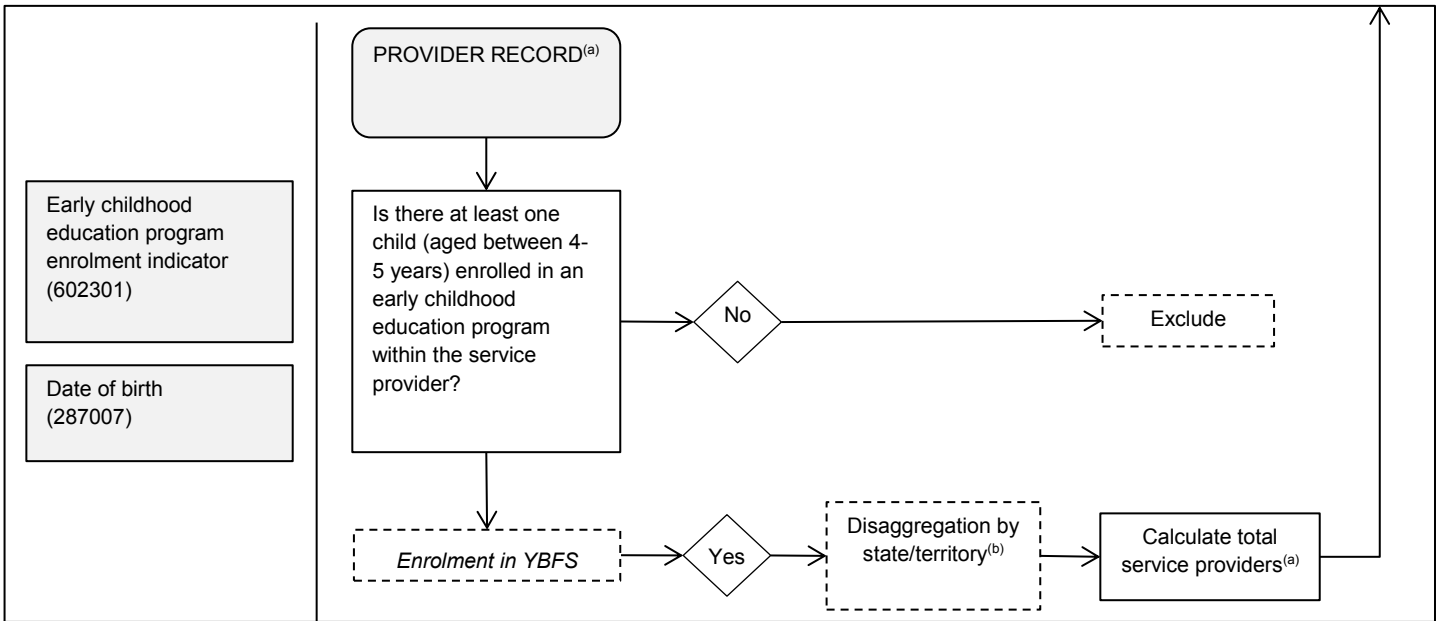 PROVIDER RECORD(a)
Early childhood
education program
enrolment indicator
(602301)
Date of birth
(287007)
Is there at least one
child (aged between 4-
5 years) enrolled in an
early childhood
education program
within the service
provider?
No
Exclude
Enrolment in YBFS
Yes
Disaggregation by
state/territory(b)
Calculate total
service providers(a)